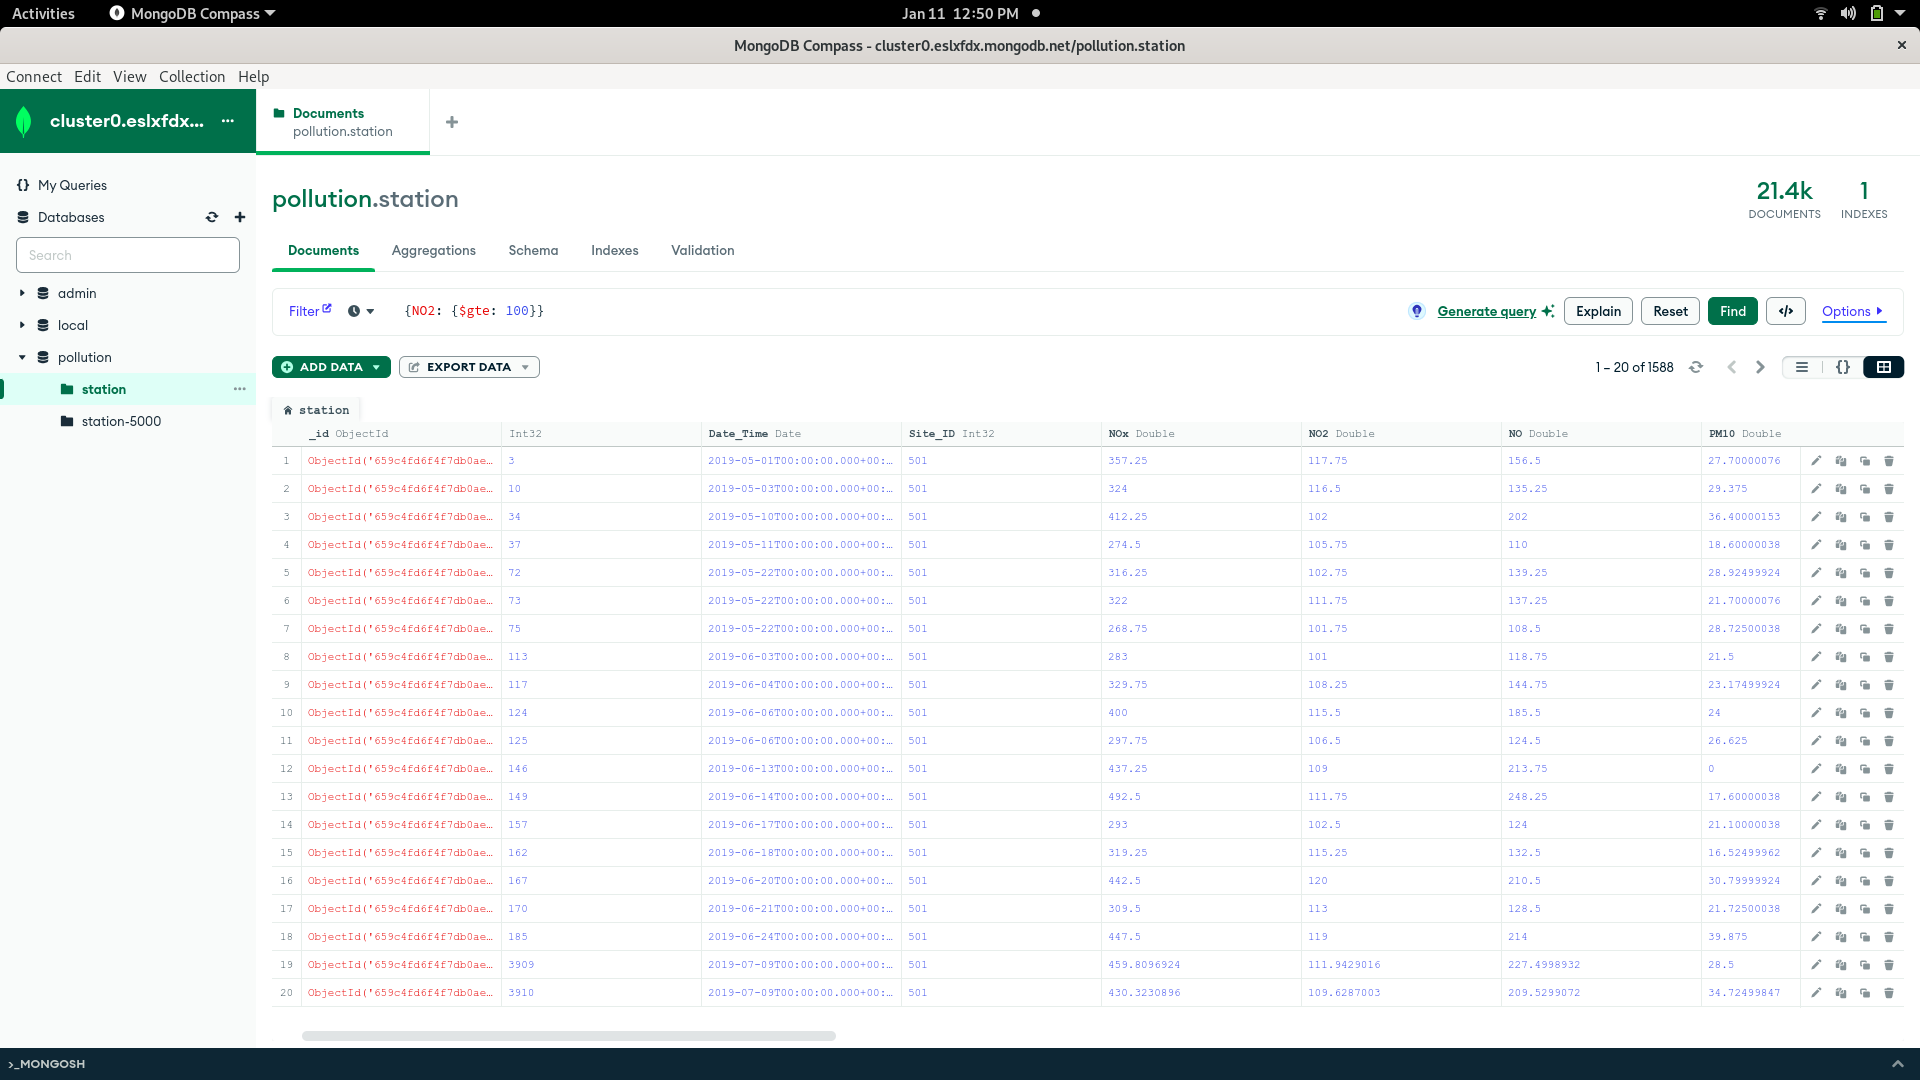 Activities MongoDB Compass Jan 11 12:50 PM
MongoDB Compass - cluster0.eslxfdx.mongodb.net/pollution.station
Connect Edit View Collection Help
cluster0.eslxfdx... ...
Documents
pollution.station
+
{} My Queries
Databases
Search
admin
local
pollution
station ...
station-5000
pollution.station
21.4k DOCUMENTS
1 INDEXES
Documents Aggregations Schema Indexes Validation
Filter {NO2: {$gte: 100}} Generate query Explain Reset Find </> Options
ADD DATA EXPORT DATA 1 – 20 of 1588 {}
station
_id ObjectId Int32 Date_Time Date Site_ID Int32 NOx Double NO2 Double NO Double PM10 Double
1 ObjectId('659c4fd6f4f7db0ae… 3 2019-05-01T00:00:00.000+00:… 501 357.25 117.75 156.5 27.70000076
2 ObjectId('659c4fd6f4f7db0ae… 10 2019-05-03T00:00:00.000+00:… 501 324 116.5 135.25 29.375
3 ObjectId('659c4fd6f4f7db0ae… 34 2019-05-10T00:00:00.000+00:… 501 412.25 102 202 36.40000153
4 ObjectId('659c4fd6f4f7db0ae… 37 2019-05-11T00:00:00.000+00:… 501 274.5 105.75 110 18.60000038
5 ObjectId('659c4fd6f4f7db0ae… 72 2019-05-22T00:00:00.000+00:… 501 316.25 102.75 139.25 28.92499924
6 ObjectId('659c4fd6f4f7db0ae… 73 2019-05-22T00:00:00.000+00:… 501 322 111.75 137.25 21.70000076
7 ObjectId('659c4fd6f4f7db0ae… 75 2019-05-22T00:00:00.000+00:… 501 268.75 101.75 108.5 28.72500038
8 ObjectId('659c4fd6f4f7db0ae… 113 2019-06-03T00:00:00.000+00:… 501 283 101 118.75 21.5
9 ObjectId('659c4fd6f4f7db0ae… 117 2019-06-04T00:00:00.000+00:… 501 329.75 108.25 144.75 23.17499924
10 ObjectId('659c4fd6f4f7db0ae… 124 2019-06-06T00:00:00.000+00:… 501 400 115.5 185.5 24
11 ObjectId('659c4fd6f4f7db0ae… 125 2019-06-06T00:00:00.000+00:… 501 297.75 106.5 124.5 26.625
12 ObjectId('659c4fd6f4f7db0ae… 146 2019-06-13T00:00:00.000+00:… 501 437.25 109 213.75 0
13 ObjectId('659c4fd6f4f7db0ae… 149 2019-06-14T00:00:00.000+00:… 501 492.5 111.75 248.25 17.60000038
14 ObjectId('659c4fd6f4f7db0ae… 157 2019-06-17T00:00:00.000+00:… 501 293 102.5 124 21.10000038
15 ObjectId('659c4fd6f4f7db0ae… 162 2019-06-18T00:00:00.000+00:… 501 319.25 115.25 132.5 16.52499962
16 ObjectId('659c4fd6f4f7db0ae… 167 2019-06-20T00:00:00.000+00:… 501 442.5 120 210.5 30.79999924
17 ObjectId('659c4fd6f4f7db0ae… 170 2019-06-21T00:00:00.000+00:… 501 309.5 113 128.5 21.72500038
18 ObjectId('659c4fd6f4f7db0ae… 185 2019-06-24T00:00:00.000+00:… 501 447.5 119 214 39.875
19 ObjectId('659c4fd6f4f7db0ae… 3909 2019-07-09T00:00:00.000+00:… 501 459.8096924 111.9429016 227.4998932 28.5
20 ObjectId('659c4fd6f4f7db0ae… 3910 2019-07-09T00:00:00.000+00:… 501 430.3230896 109.6287003 209.5299072 34.72499847
>_MONGOSH